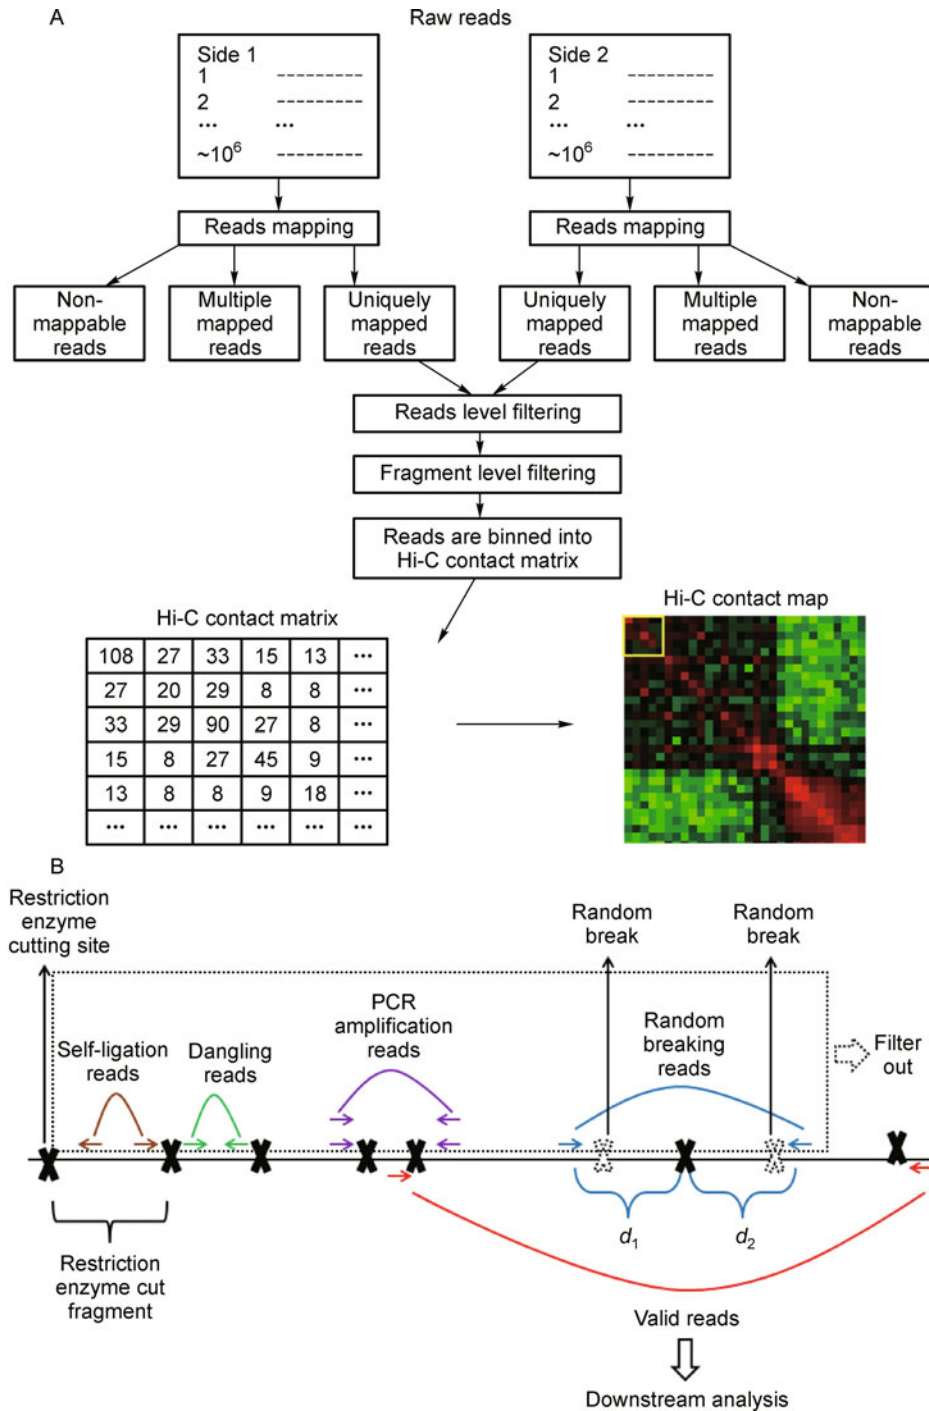 A
Raw reads
Side 1
1 ---------
2 ---------
... ...
~10⁶ ---------
Side 2
1 ---------
2 ---------
... ...
~10⁶ ---------
Reads mapping
Reads mapping
Non-
mappable
reads
Multiple
mapped
reads
Uniquely
mapped
reads
Uniquely
mapped
reads
Multiple
mapped
reads
Non-
mappable
reads
Reads level filtering
Fragment level filtering
Reads are binned into
Hi-C contact matrix
Hi-C contact matrix
108 27 33 15 13 ...
27 20 29 8 8 ...
33 29 90 27 8 ...
15 8 27 45 9 ...
13 8 8 9 18 ...
... ... ... ... ... ...
Hi-C contact map
B
Restriction
enzyme
cutting site
Random
break
Random
break
Self-ligation
reads
Dangling
reads
PCR
amplification
reads
Random
breaking
reads
Filter
out
d₁
d₂
Restriction
enzyme cut
fragment
Valid reads
Downstream analysis